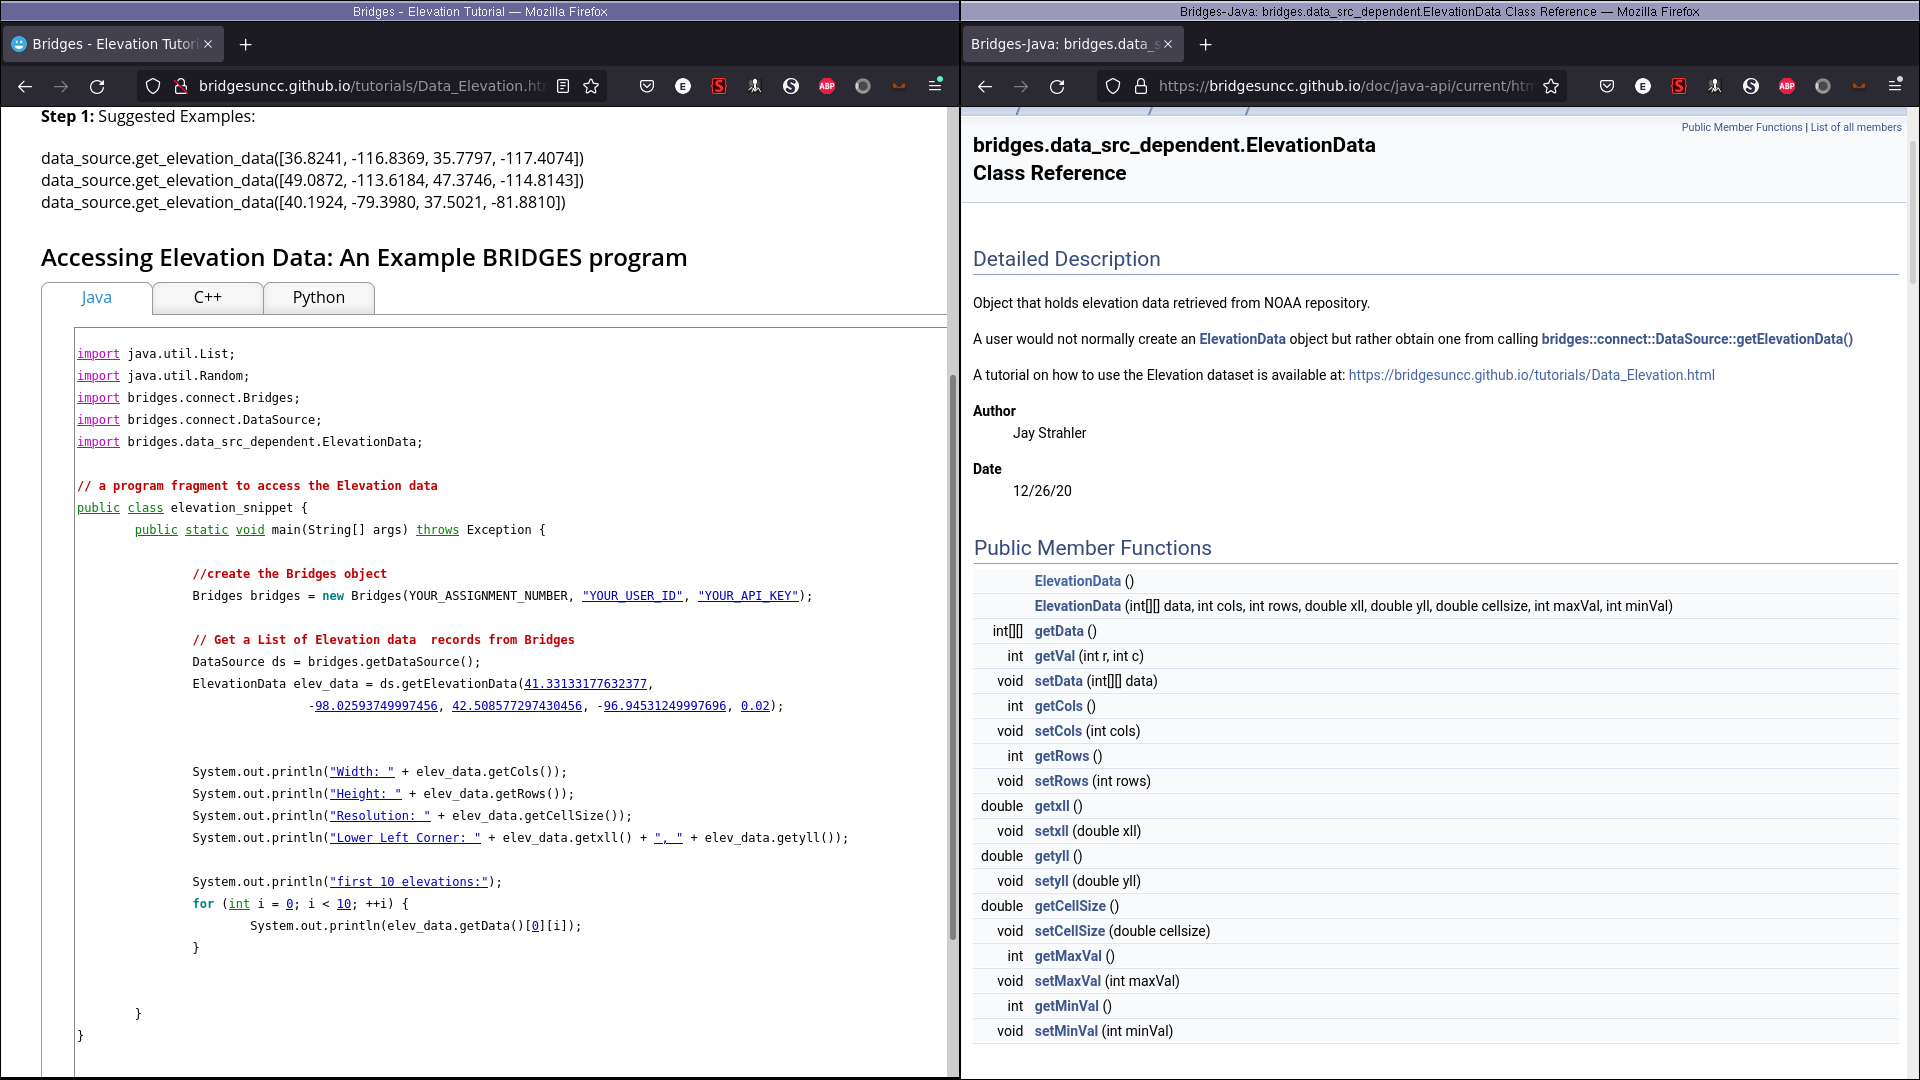 Bridges - Elevation Tutorial — Mozilla Firefox
Bridges - Elevation Tutori
bridgesuncc.github.io/tutorials/Data_Elevation.ht
Step 1: Suggested Examples:
data_source.get_elevation_data([36.8241, -116.8369, 35.7797, -117.4074])
data_source.get_elevation_data([49.0872, -113.6184, 47.3746, -114.8143])
data_source.get_elevation_data([40.1924, -79.3980, 37.5021, -81.8810])
Accessing Elevation Data: An Example BRIDGES program
Java C++ Python
import java.util.List;
import java.util.Random;
import bridges.connect.Bridges;
import bridges.connect.DataSource;
import bridges.data_src_dependent.ElevationData;
// a program fragment to access the Elevation data
public class elevation_snippet {
public static void main(String[] args) throws Exception {
//create the Bridges object
Bridges bridges = new Bridges(YOUR_ASSIGNMENT_NUMBER, "YOUR_USER_ID", "YOUR_API_KEY");
// Get a List of Elevation data  records from Bridges
DataSource ds = bridges.getDataSource();
ElevationData elev_data = ds.getElevationData(41.33133177632377,
-98.02593749997456, 42.508577297430456, -96.94531249997696, 0.02);
System.out.println("Width: " + elev_data.getCols());
System.out.println("Height: " + elev_data.getRows());
System.out.println("Resolution: " + elev_data.getCellSize());
System.out.println("Lower Left Corner: " + elev_data.getxll() + ", " + elev_data.getyll());
System.out.println("first 10 elevations:");
for (int i = 0; i < 10; ++i) {
System.out.println(elev_data.getData()[0][i]);
}
}
}
Bridges-Java: bridges.data_src_dependent.ElevationData Class Reference — Mozilla Firefox
Bridges-Java: bridges.data_s
https://bridgesuncc.github.io/doc/java-api/current/htm
Public Member Functions | List of all members
bridges.data_src_dependent.ElevationData
Class Reference
Detailed Description
Object that holds elevation data retrieved from NOAA repository.
A user would not normally create an ElevationData object but rather obtain one from calling bridges::connect::DataSource::getElevationData()
A tutorial on how to use the Elevation dataset is available at: https://bridgesuncc.github.io/tutorials/Data_Elevation.html
Author
Jay Strahler
Date
12/26/20
Public Member Functions
ElevationData ()
ElevationData (int[][] data, int cols, int rows, double xll, double yll, double cellsize, int maxVal, int minVal)
int[][] getData ()
int getVal (int r, int c)
void setData (int[][] data)
int getCols ()
void setCols (int cols)
int getRows ()
void setRows (int rows)
double getxll ()
void setxll (double xll)
double getyll ()
void setyll (double yll)
double getCellSize ()
void setCellSize (double cellsize)
int getMaxVal ()
void setMaxVal (int maxVal)
int getMinVal ()
void setMinVal (int minVal)